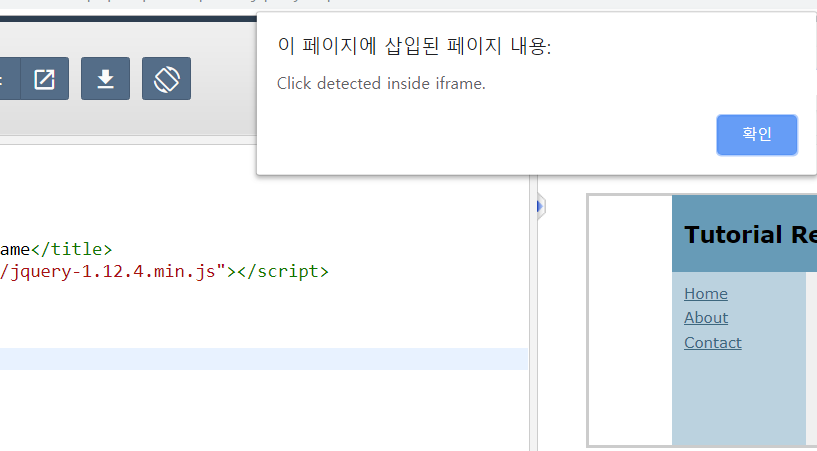 이 페이지에 삽입된 페이지 내용:
Click detected inside iframe.
확인
ame</title>
/jquery-1.12.4.min.js"></script>
Tutorial Re
Home
About
Contact